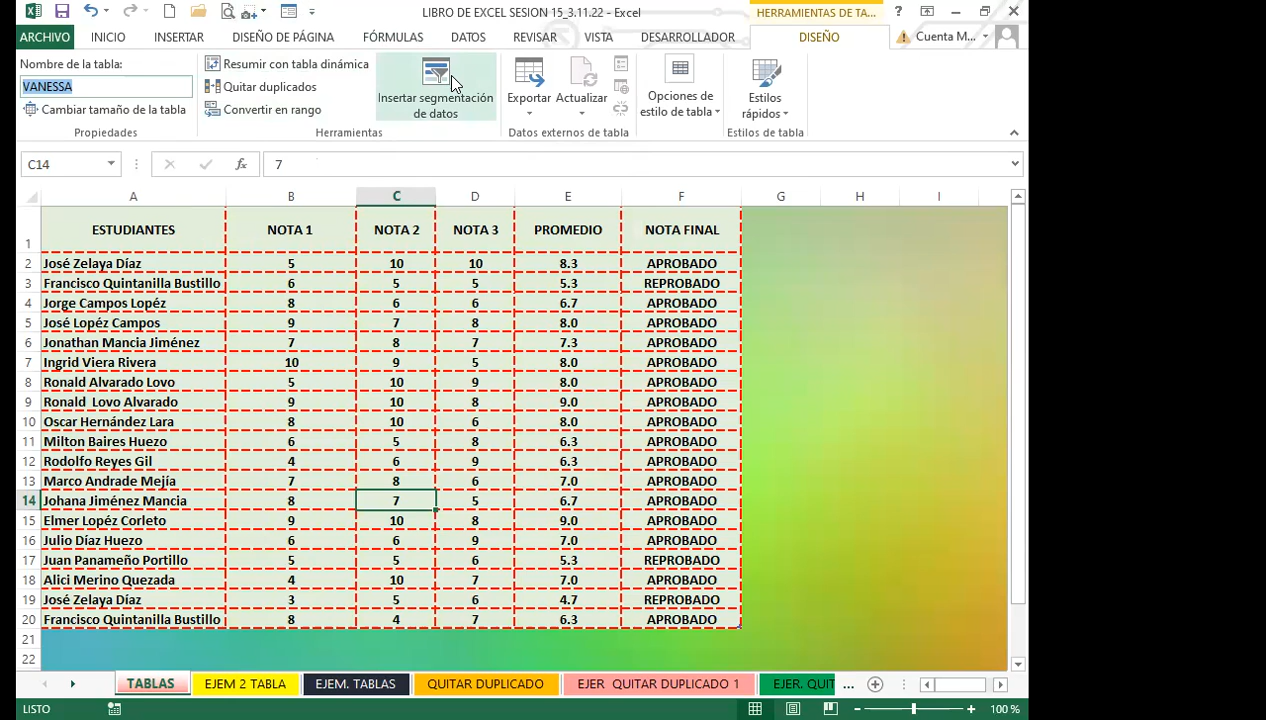 LIBRO DE EXCEL SESION 15_3.11.22 - Excel
HERRAMIENTAS DE TA...
ARCHIVO INICIO INSERTAR DISEÑO DE PÁGINA FÓRMULAS DATOS REVISAR VISTA DESARROLLADOR DISEÑO Cuenta M...
Nombre de la tabla:
VANESSA
Cambiar tamaño de la tabla
Propiedades
Resumir con tabla dinámica
Quitar duplicados
Convertir en rango
Insertar segmentación
de datos
Herramientas
Exportar
Actualizar
Datos externos de tabla
Opciones de
estilo de tabla
Estilos
rápidos
Estilos de tabla
C14 fx 7
A B C D E F G H I
1 ESTUDIANTES NOTA 1 NOTA 2 NOTA 3 PROMEDIO NOTA FINAL
2 José Zelaya Díaz 5 10 10 8.3 APROBADO
3 Francisco Quintanilla Bustillo 6 5 5 5.3 REPROBADO
4 Jorge Campos Lopéz 8 6 6 6.7 APROBADO
5 José Lopéz Campos 9 7 8 8.0 APROBADO
6 Jonathan Mancia Jiménez 7 8 7 7.3 APROBADO
7 Ingrid Viera Rivera 10 9 5 8.0 APROBADO
8 Ronald Alvarado Lovo 5 10 9 8.0 APROBADO
9 Ronald  Lovo Alvarado 9 10 8 9.0 APROBADO
10 Oscar Hernández Lara 8 10 6 8.0 APROBADO
11 Milton Baires Huezo 6 5 8 6.3 APROBADO
12 Rodolfo Reyes Gil 4 6 9 6.3 APROBADO
13 Marco Andrade Mejía 7 8 6 7.0 APROBADO
14 Johana Jiménez Mancia 8 7 5 6.7 APROBADO
15 Elmer Lopéz Corleto 9 10 8 9.0 APROBADO
16 Julio Díaz Huezo 6 6 9 7.0 APROBADO
17 Juan Panameño Portillo 5 5 6 5.3 REPROBADO
18 Alici Merino Quezada 4 10 7 7.0 APROBADO
19 José Zelaya Díaz 3 5 6 4.7 REPROBADO
20 Francisco Quintanilla Bustillo 8 4 7 6.3 APROBADO
21
22
TABLAS EJEM 2 TABLA EJEM. TABLAS QUITAR DUPLICADO EJER  QUITAR DUPLICADO 1 EJER. QUIT ...
LISTO 100 %